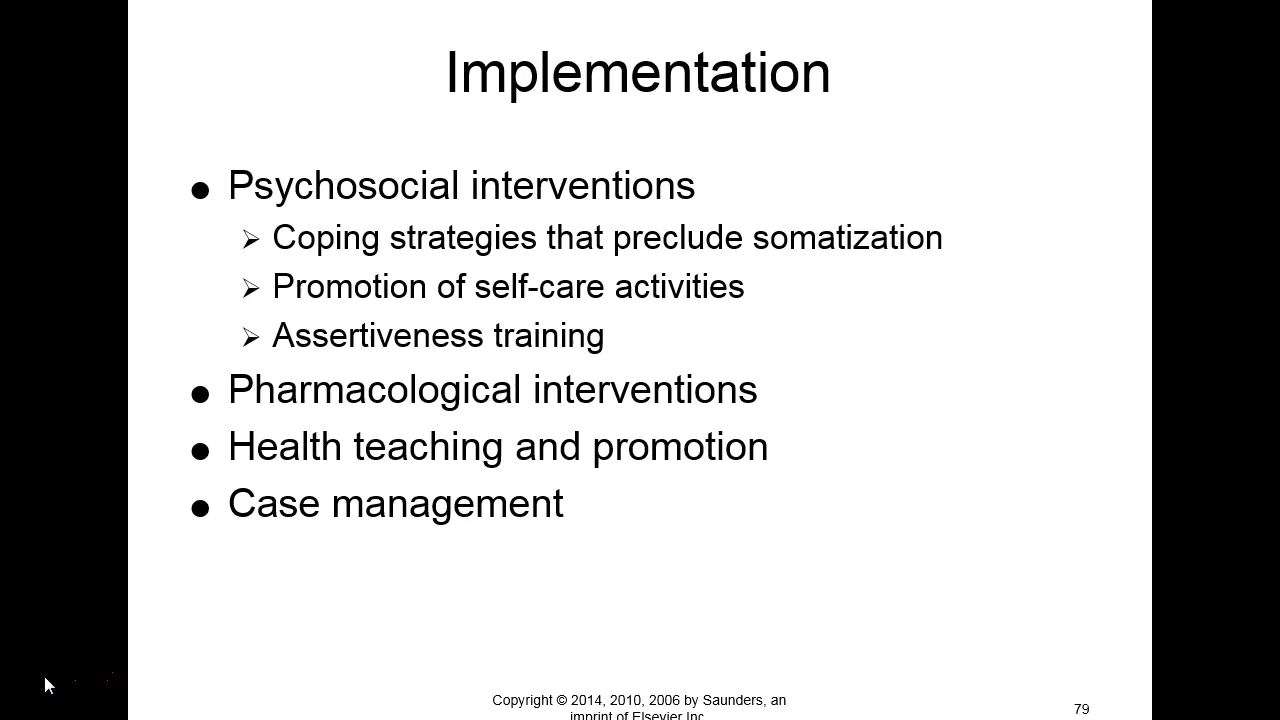 Implementation
● Psychosocial interventions
➢ Coping strategies that preclude somatization
➢ Promotion of self-care activities
➢ Assertiveness training
● Pharmacological interventions
● Health teaching and promotion
● Case management
Copyright © 2014, 2010, 2006 by Saunders, an
imprint of Elsevier Inc
79